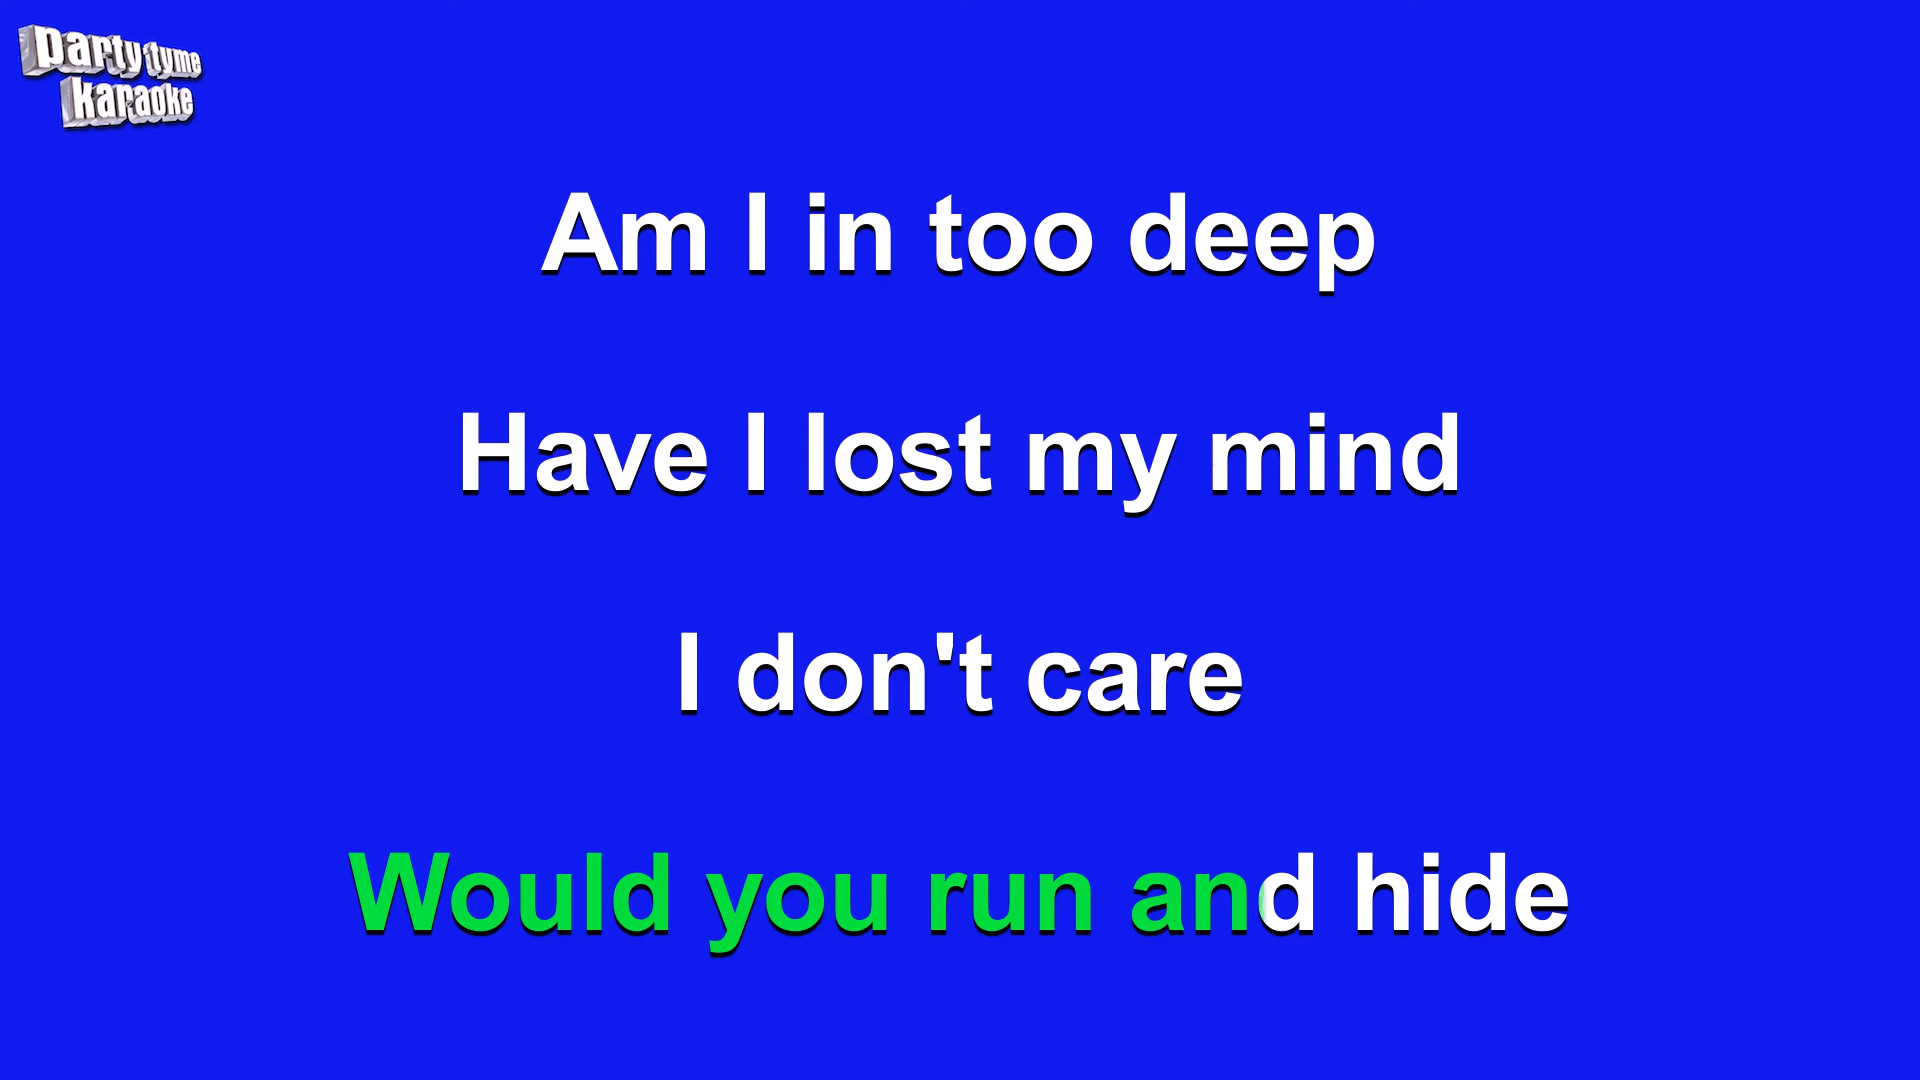 party tyme
karaoke
Am I in too deep
Have I lost my mind
I don't care
Would you run and hide